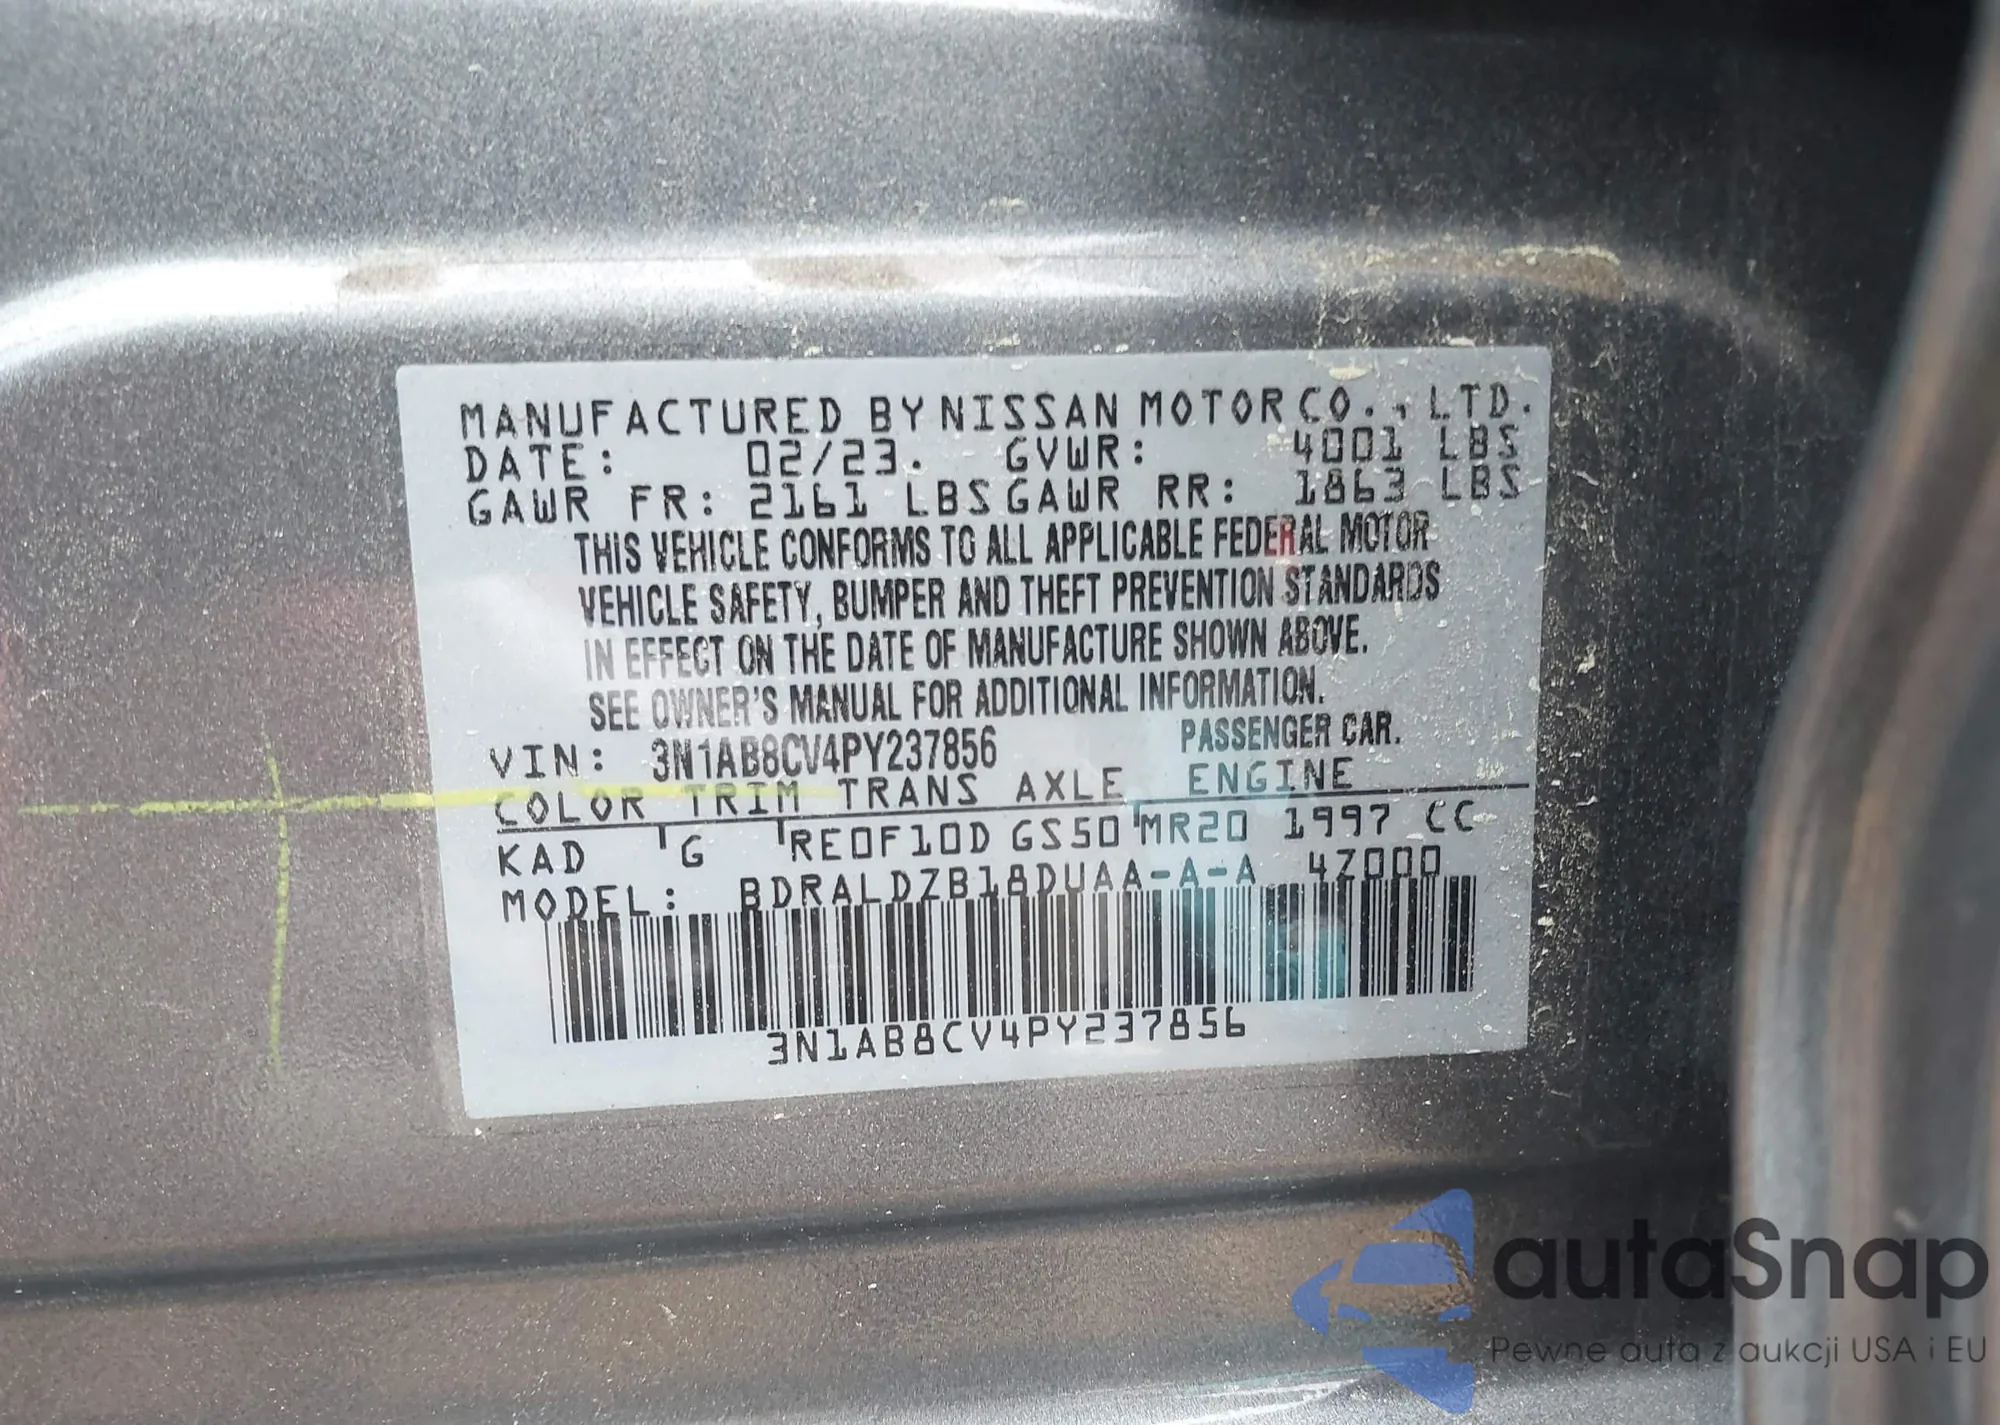 MANUFACTURED BY NISSAN MOTOR CO., LTD.
DATE: 02/23. GVWR: 4001 LBS
GAWR FR: 2161 LBS GAWR RR: 1863 LBS
THIS VEHICLE CONFORMS TO ALL APPLICABLE FEDERAL MOTOR
VEHICLE SAFETY, BUMPER AND THEFT PREVENTION STANDARDS
IN EFFECT ON THE DATE OF MANUFACTURE SHOWN ABOVE.
SEE OWNER'S MANUAL FOR ADDITIONAL INFORMATION.
VIN: 3N1AB8CV4PY237856 PASSENGER CAR.
COLOR TRIM TRANS AXLE ENGINE
KAD G RE0F10D GS50 MR20 1997 CC
MODEL: BDRALDZB18DUAA-A-A 4Z000
3N1AB8CV4PY237856
autaSnap
Pewne auta z aukcji USA i EU